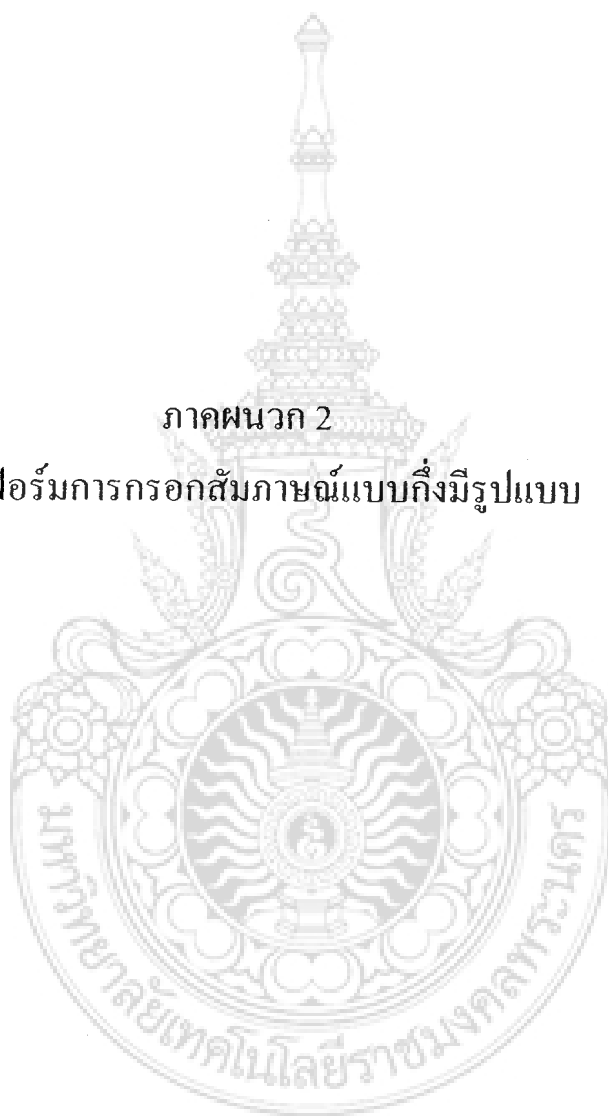 ภาคผนวก 2
ฟอร์มการกรอกสัมภาษณ์แบบกึ่งมีรูปแบบ
มหาวิทยาลัยเทคโนโลยีราชมงคลพระนคร